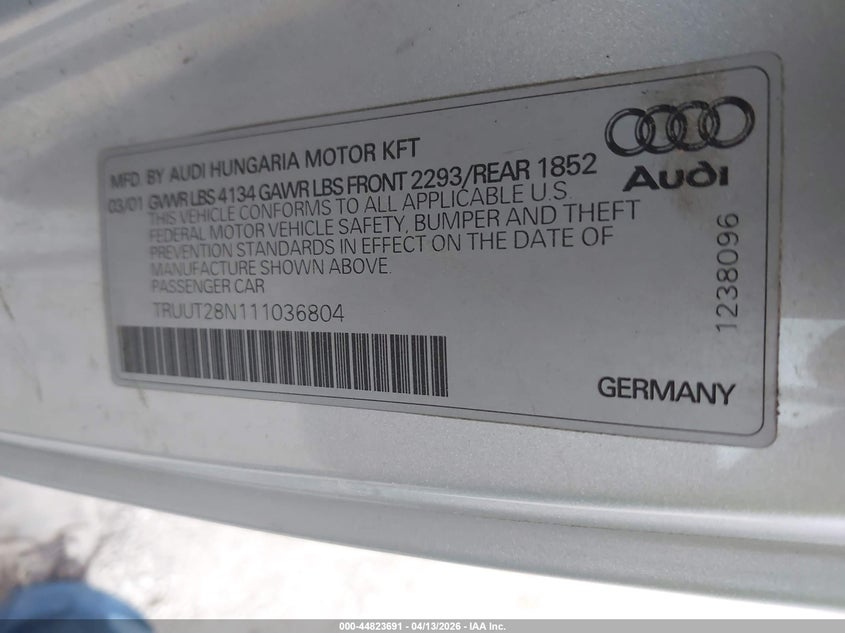 MFD. BY AUDI HUNGARIA MOTOR KFT
03/01 GVWR LBS 4134 GAWR LBS FRONT 2293/REAR 1852
THIS VEHICLE CONFORMS TO ALL APPLICABLE U.S.
FEDERAL MOTOR VEHICLE SAFETY, BUMPER AND THEFT
PREVENTION STANDARDS IN EFFECT ON THE DATE OF
MANUFACTURE SHOWN ABOVE.
PASSENGER CAR
TRUUT28N111036804
Audi
1238096
GERMANY
000-44823691 - 04/13/2026 - IAA Inc.